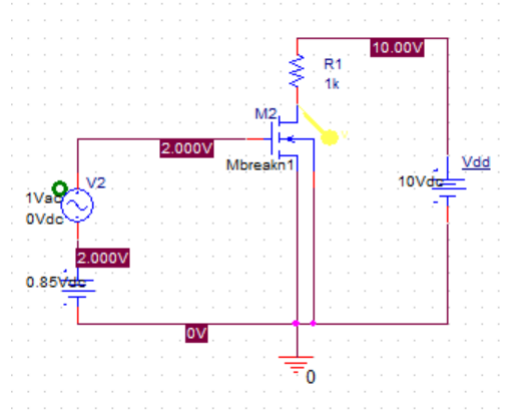 10.00V
R1
1k
M2
2.000V
Mbreakn1
Vdd
V2
10Vdc
1Vac
0Vdc
2.000V
0.85Vdc
0V
0